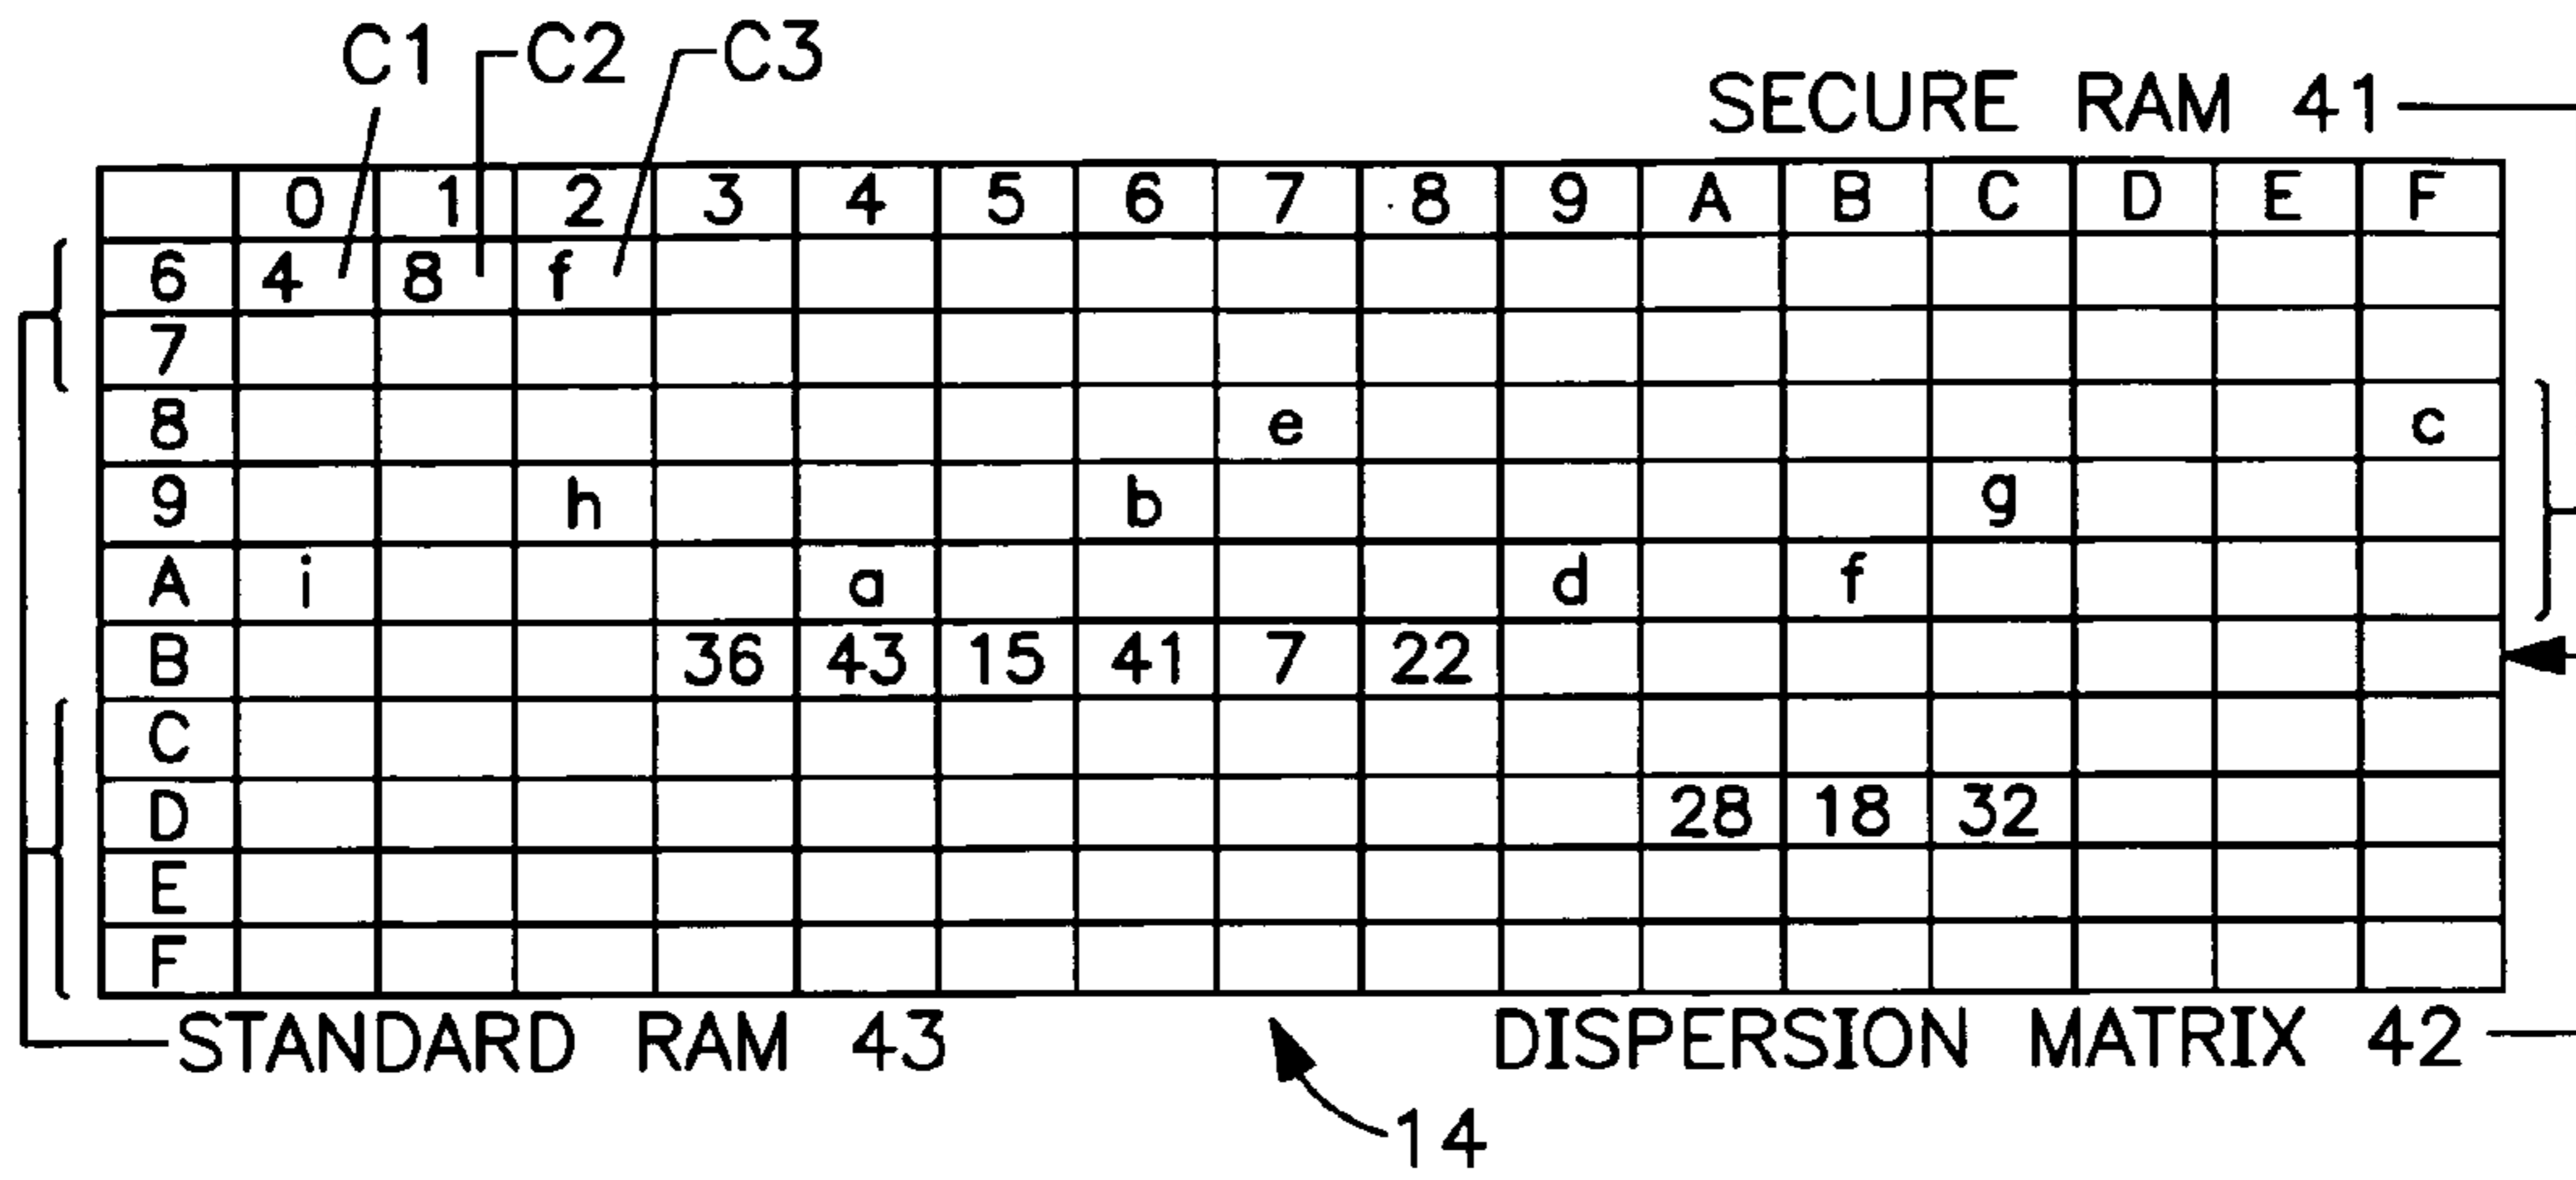 C1 C2 C3
SECURE RAM 41
0 1 2 3 4 5 6 7 8 9 A B C D E F
6 4 8 f
7
8 e c
9 h b g
A i a d f
B 36 43 15 41 7 22
C
D 28 18 32
E
F
STANDARD RAM 43 DISPERSION MATRIX 42
14